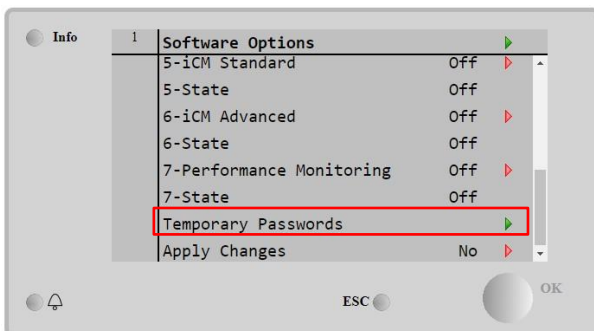 Info
1 Software Options
5-iCM Standard Off
5-State Off
6-iCM Advanced Off
6-State Off
7-Performance Monitoring Off
7-State Off
Temporary Passwords
Apply Changes No
ESC
OK